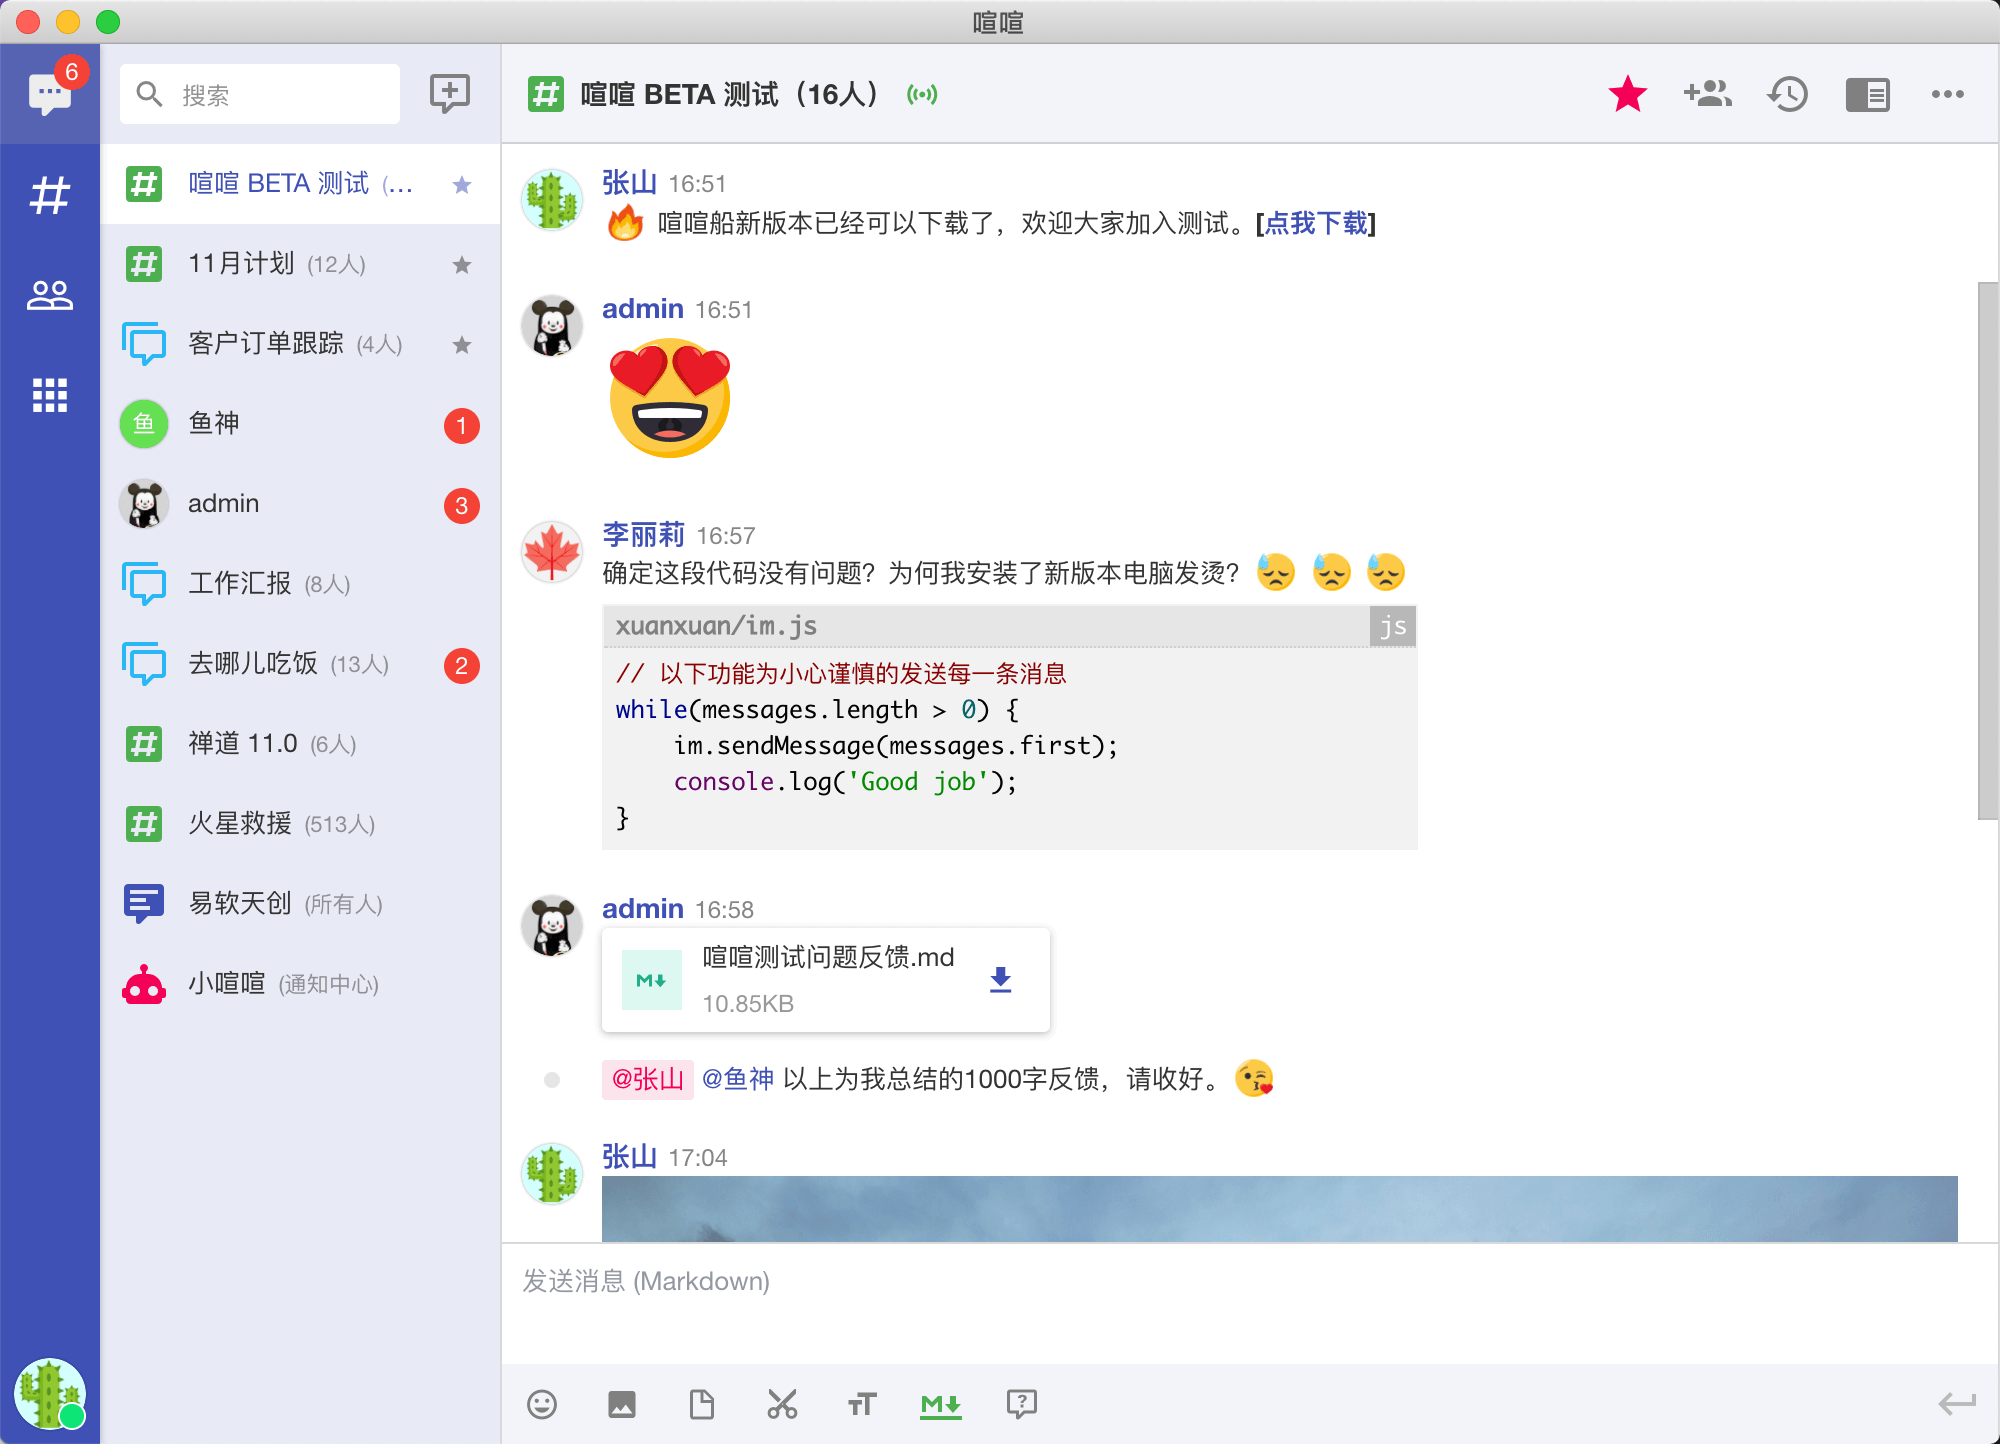 喧喧
6
搜索
喧喧 BETA 测试 (...
11月计划 (12人)
客户订单跟踪 (4人)
鱼
鱼神
1
admin
3
工作汇报 (8人)
去哪儿吃饭 (13人)
2
禅道 11.0 (6人)
火星救援 (513人)
易软天创 (所有人)
小喧喧 (通知中心)
喧喧 BETA 测试（16人）
张山 16:51
喧喧船新版本已经可以下载了，欢迎大家加入测试。[点我下载]
admin 16:51
李丽莉 16:57
确定这段代码没有问题？为何我安装了新版本电脑发烫？
xuanxuan/im.js
js
// 以下功能为小心谨慎的发送每一条消息
while(messages.length > 0) {
    im.sendMessage(messages.first);
    console.log('Good job');
}
admin 16:58
M
喧喧测试问题反馈.md
10.85KB
@张山 @鱼神 以上为我总结的1000字反馈，请收好。
张山 17:04
发送消息 (Markdown)
TT
M
?